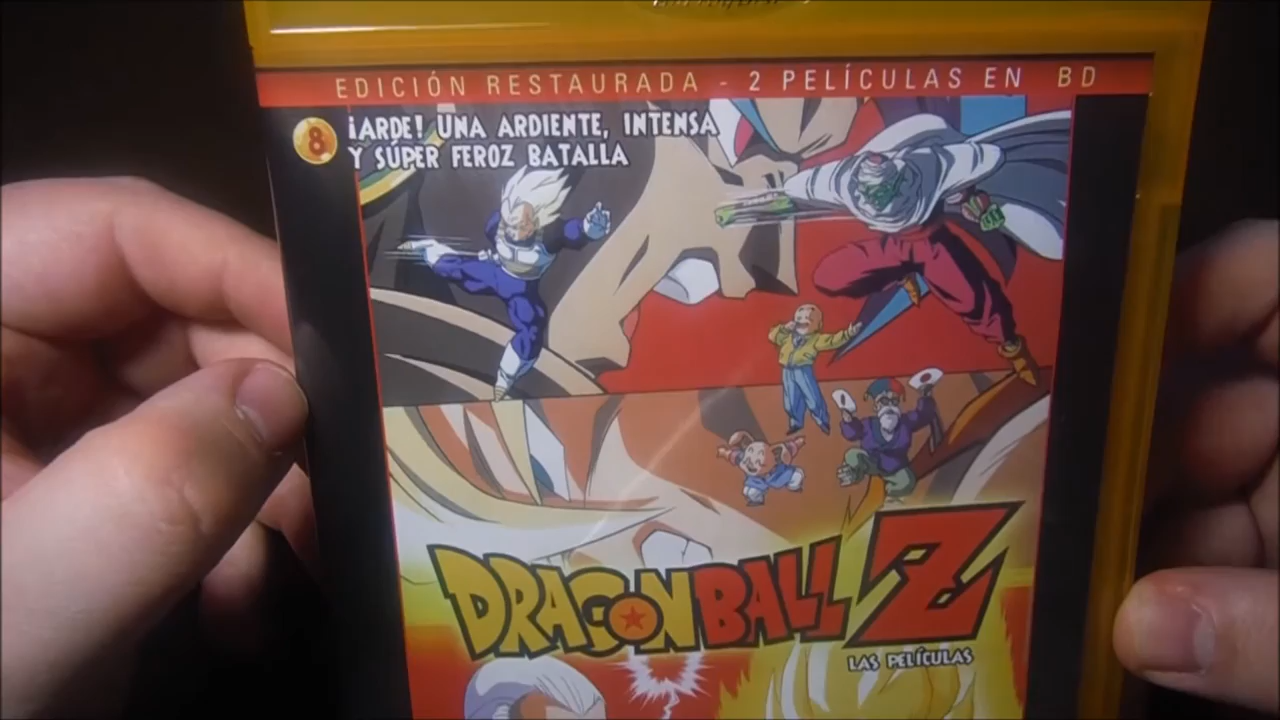 EDICIÓN RESTAURADA - 2 PELÍCULAS EN BD
8 ¡ARDE! UNA ARDIENTE, INTENSA
Y SÚPER FEROZ BATALLA
DRAGON BALL Z
LAS PELÍCULAS